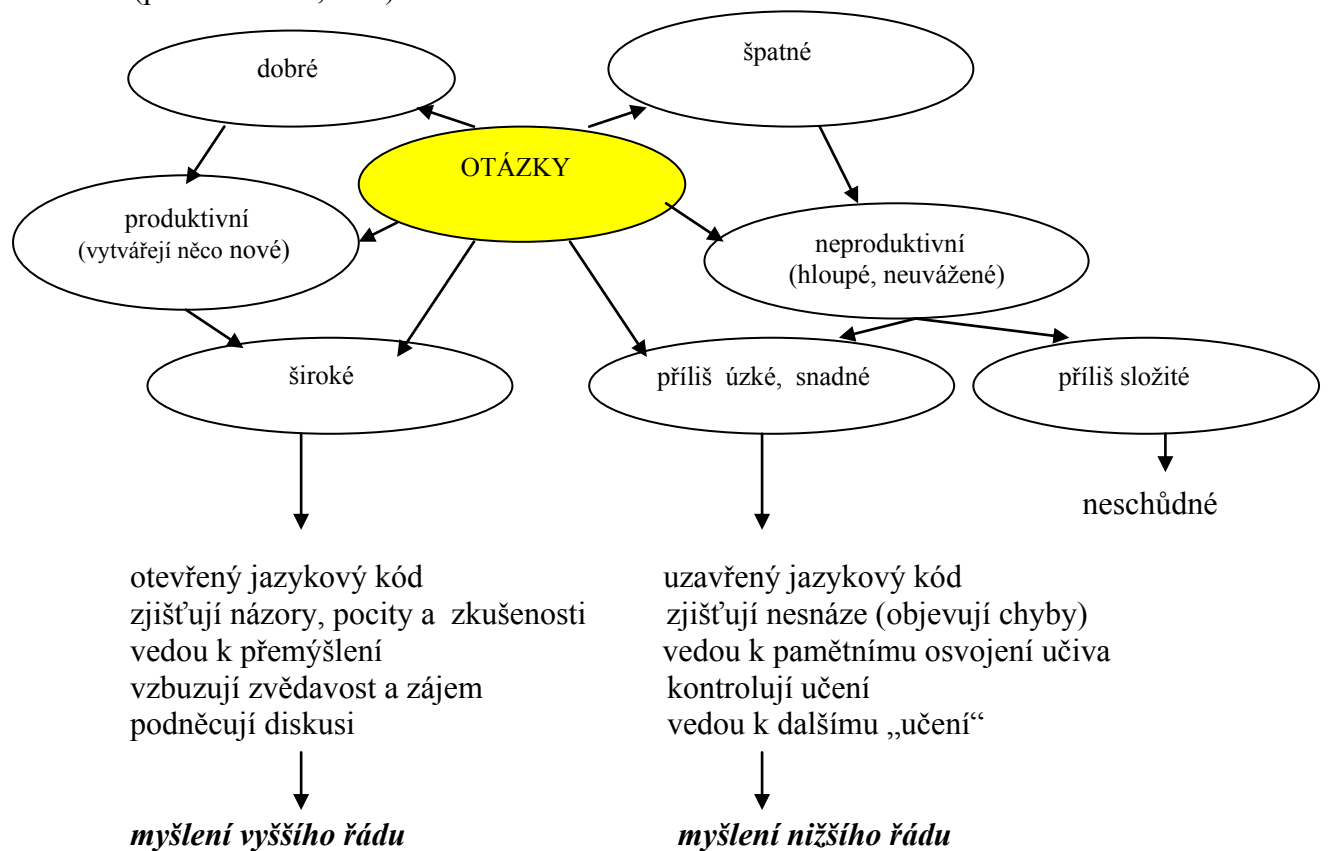 dobré
špatné
OTÁZKY
produktivní
(vytvářejí něco nové)
neproduktivní
(hloupé, neuvážené)
široké
příliš úzké, snadné
příliš složité
neschůdné
otevřený jazykový kód
zjišťují názory, pocity a zkušenosti
vedou k přemýšlení
vzbuzují zvědavost a zájem
podněcují diskusi
uzavřený jazykový kód
zjišťují nesnáze (objevují chyby)
vedou k pamětnímu osvojení učiva
kontrolují učení
vedou k dalšímu „učení“
myšlení vyššího řádu
myšlení nižšího řádu